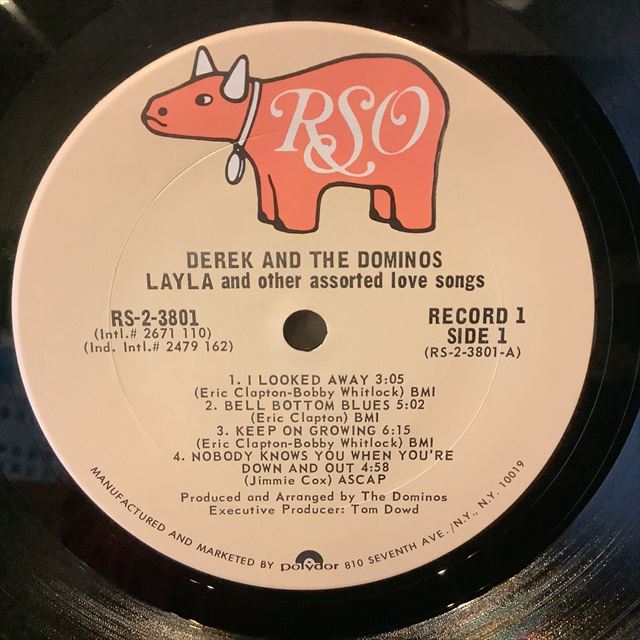 RSO
DEREK AND THE DOMINOS
LAYLA and other assorted love songs
RS-2-3801
(Intl.# 2671 110)
(Ind. Intl.# 2479 162)
RECORD 1
SIDE 1
(RS-2-3801-A)
1. I LOOKED AWAY 3:05
(Eric Clapton-Bobby Whitlock) BMI
2. BELL BOTTOM BLUES 5:02
(Eric Clapton) BMI
3. KEEP ON GROWING 6:15
(Eric Clapton-Bobby Whitlock) BMI
4. NOBODY KNOWS YOU WHEN YOU'RE
DOWN AND OUT 4:58
(Jimmie Cox) ASCAP
Produced and Arranged by The Dominos
Executive Producer: Tom Dowd
MANUFACTURED AND MARKETED BY polydor 810 SEVENTH AVE./N.Y., N.Y. 10019